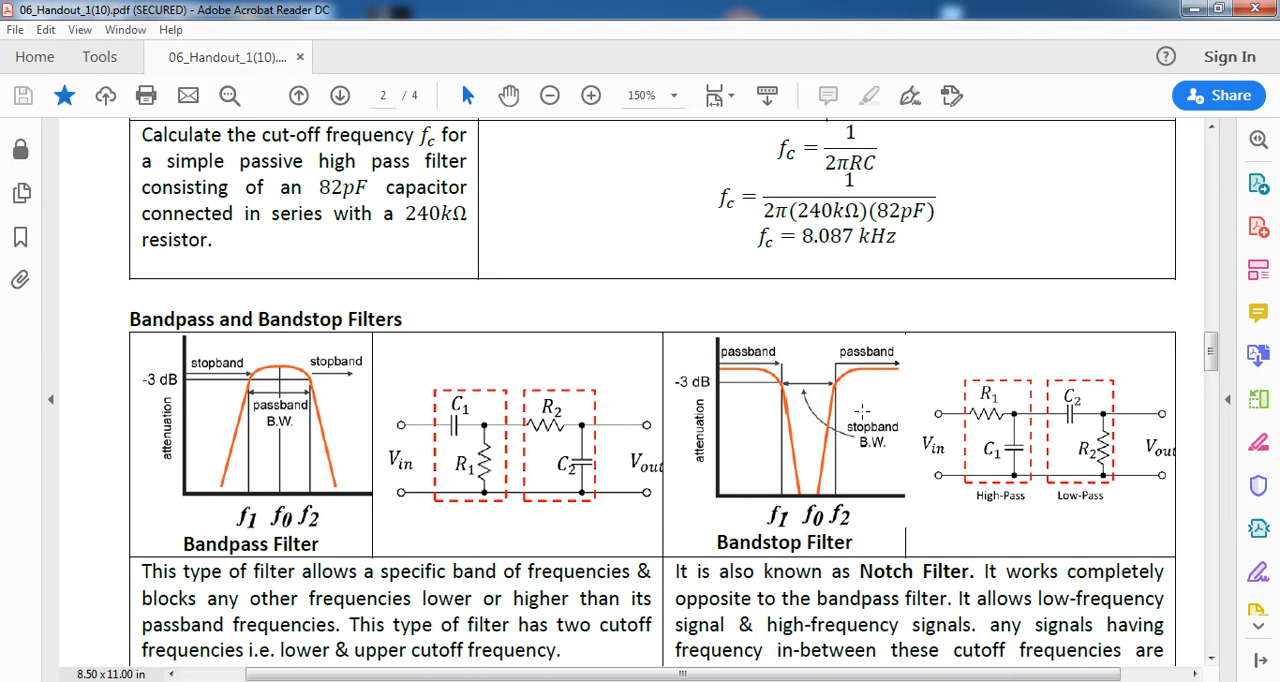 06_Handout_1(10).pdf (SECURED) - Adobe Acrobat Reader DC
File Edit View Window Help
Home Tools 06_Handout_1(10).... × Sign In
2 / 4 150% Share
Calculate the cut-off frequency f_c for
a simple passive high pass filter
consisting of an 82pF capacitor
connected in series with a 240kΩ
resistor.
f_c = 1 / 2πRC
f_c = 1 / 2π(240kΩ)(82pF)
f_c = 8.087 kHz
Bandpass and Bandstop Filters
stopband stopband
-3 dB
passband
B.W.
attenuation
f1 f0 f2
Bandpass Filter
C1 R2
R1 C2
Vin Vout
passband passband
-3 dB
stopband
B.W.
attenuation
f1 f0 f2
Bandstop Filter
R1 C2
Vin C1 R2 Vout
High-Pass Low-Pass
This type of filter allows a specific band of frequencies &
blocks any other frequencies lower or higher than its
passband frequencies. This type of filter has two cutoff
frequencies i.e. lower & upper cutoff frequency.
It is also known as Notch Filter. It works completely
opposite to the bandpass filter. It allows low-frequency
signal & high-frequency signals. any signals having
frequency in-between these cutoff frequencies are
8.50 x 11.00 in